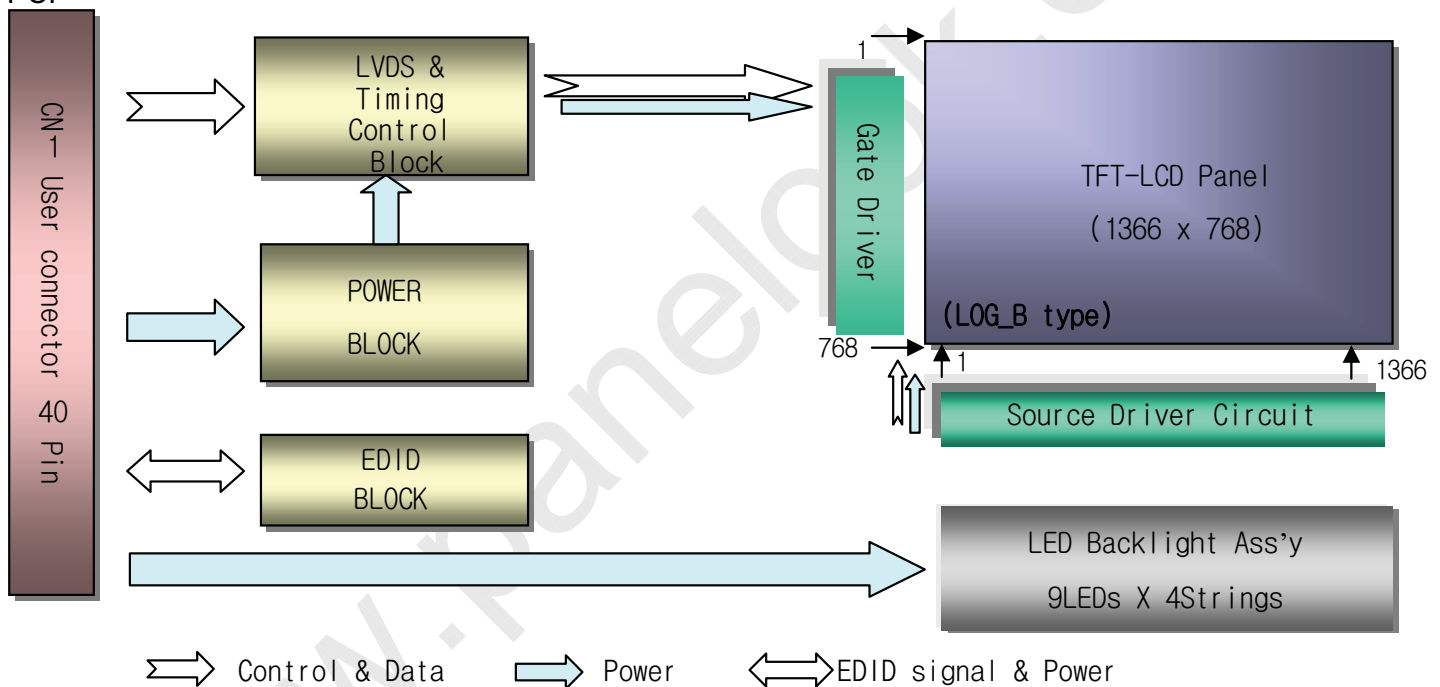 CN1 User connector 40 Pin
LVDS &
Timing
Control
Block
POWER
BLOCK
EDID
BLOCK
Gate Driver
1
768
TFT-LCD Panel
(1366 x 768)
(LOG_B type)
1
1366
Source Driver Circuit
LED Backlight Ass’y
9LEDs X 4Strings
Control & Data
Power
EDID signal & Power